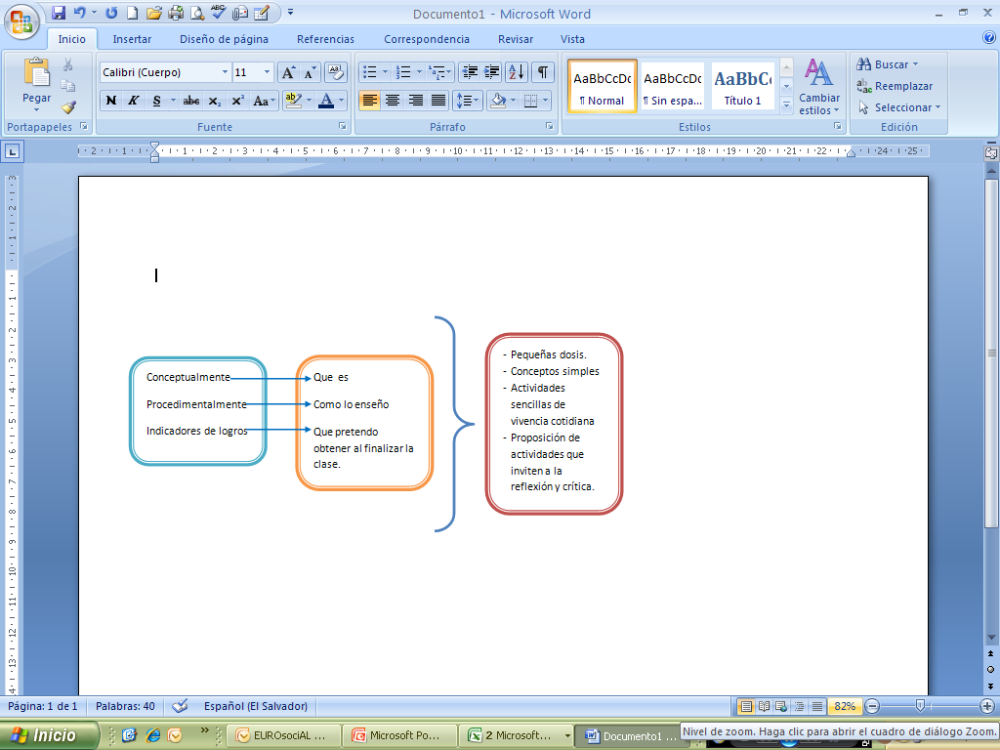 Documento1 - Microsoft Word
Inicio Insertar Diseño de página Referencias Correspondencia Revisar Vista
Pegar
Portapapeles
Calibri (Cuerpo) 11
N K S abc x₂ x² Aa
Fuente
Párrafo
AaBbCcDc AaBbCcDc AaBbCc
¶ Normal ¶ Sin espa... Título 1
Cambiar
estilos
Estilos
Buscar
Reemplazar
Seleccionar
Edición
Conceptualmente
Procedimentalmente
Indicadores de logros
Que es
Como lo enseño
Que pretendo
obtener al finalizar la
clase.
- Pequeñas dosis.
- Conceptos simples
- Actividades
sencillas de
vivencia cotidiana
- Proposición de
actividades que
inviten a la
reflexión y crítica.
Página: 1 de 1 Palabras: 40 Español (El Salvador) 82%
Inicio EUROsociAL ... Microsoft Po... 2 Microsoft... Documento1 ...
Nivel de zoom. Haga clic para abrir el cuadro de diálogo Zoom.